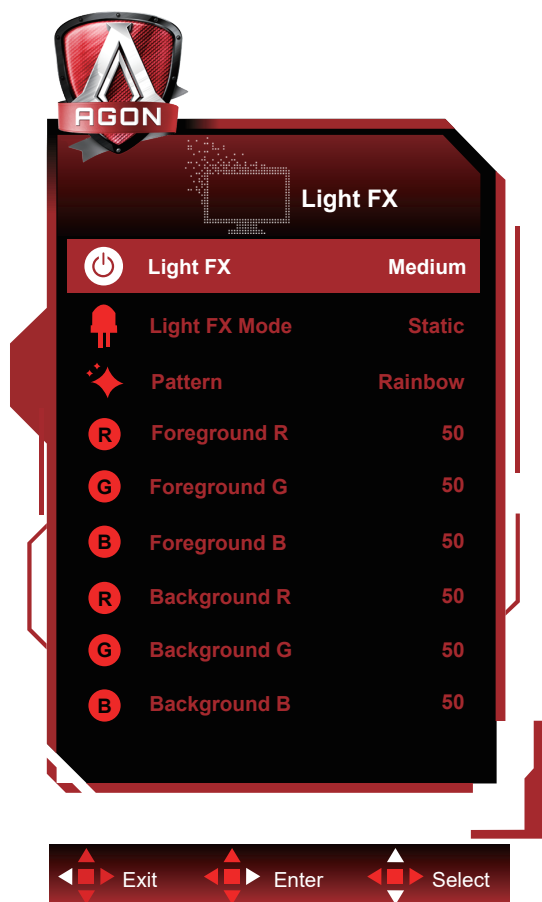 AGON
Light FX
Light FX Medium
Light FX Mode Static
Pattern Rainbow
R Foreground R 50
G Foreground G 50
B Foreground B 50
R Background R 50
G Background G 50
B Background B 50
Exit Enter Select